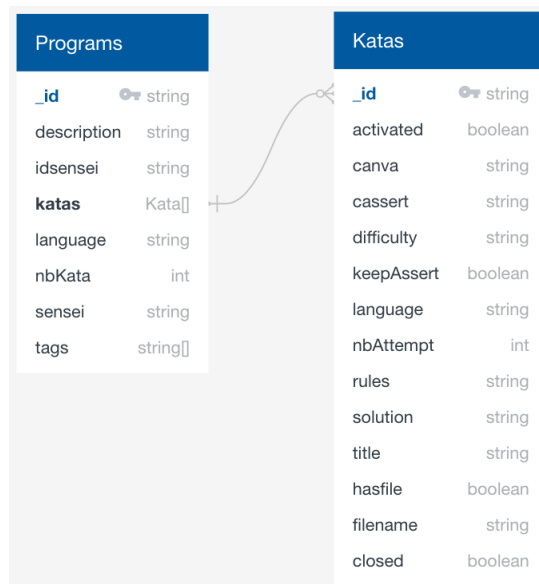 Programs
_id string
description string
idsensei string
katas Kata[]
language string
nbKata int
sensei string
tags string[]
Katas
_id string
activated boolean
canva string
cassert string
difficulty string
keepAssert boolean
language string
nbAttempt int
rules string
solution string
title string
hasfile boolean
filename string
closed boolean